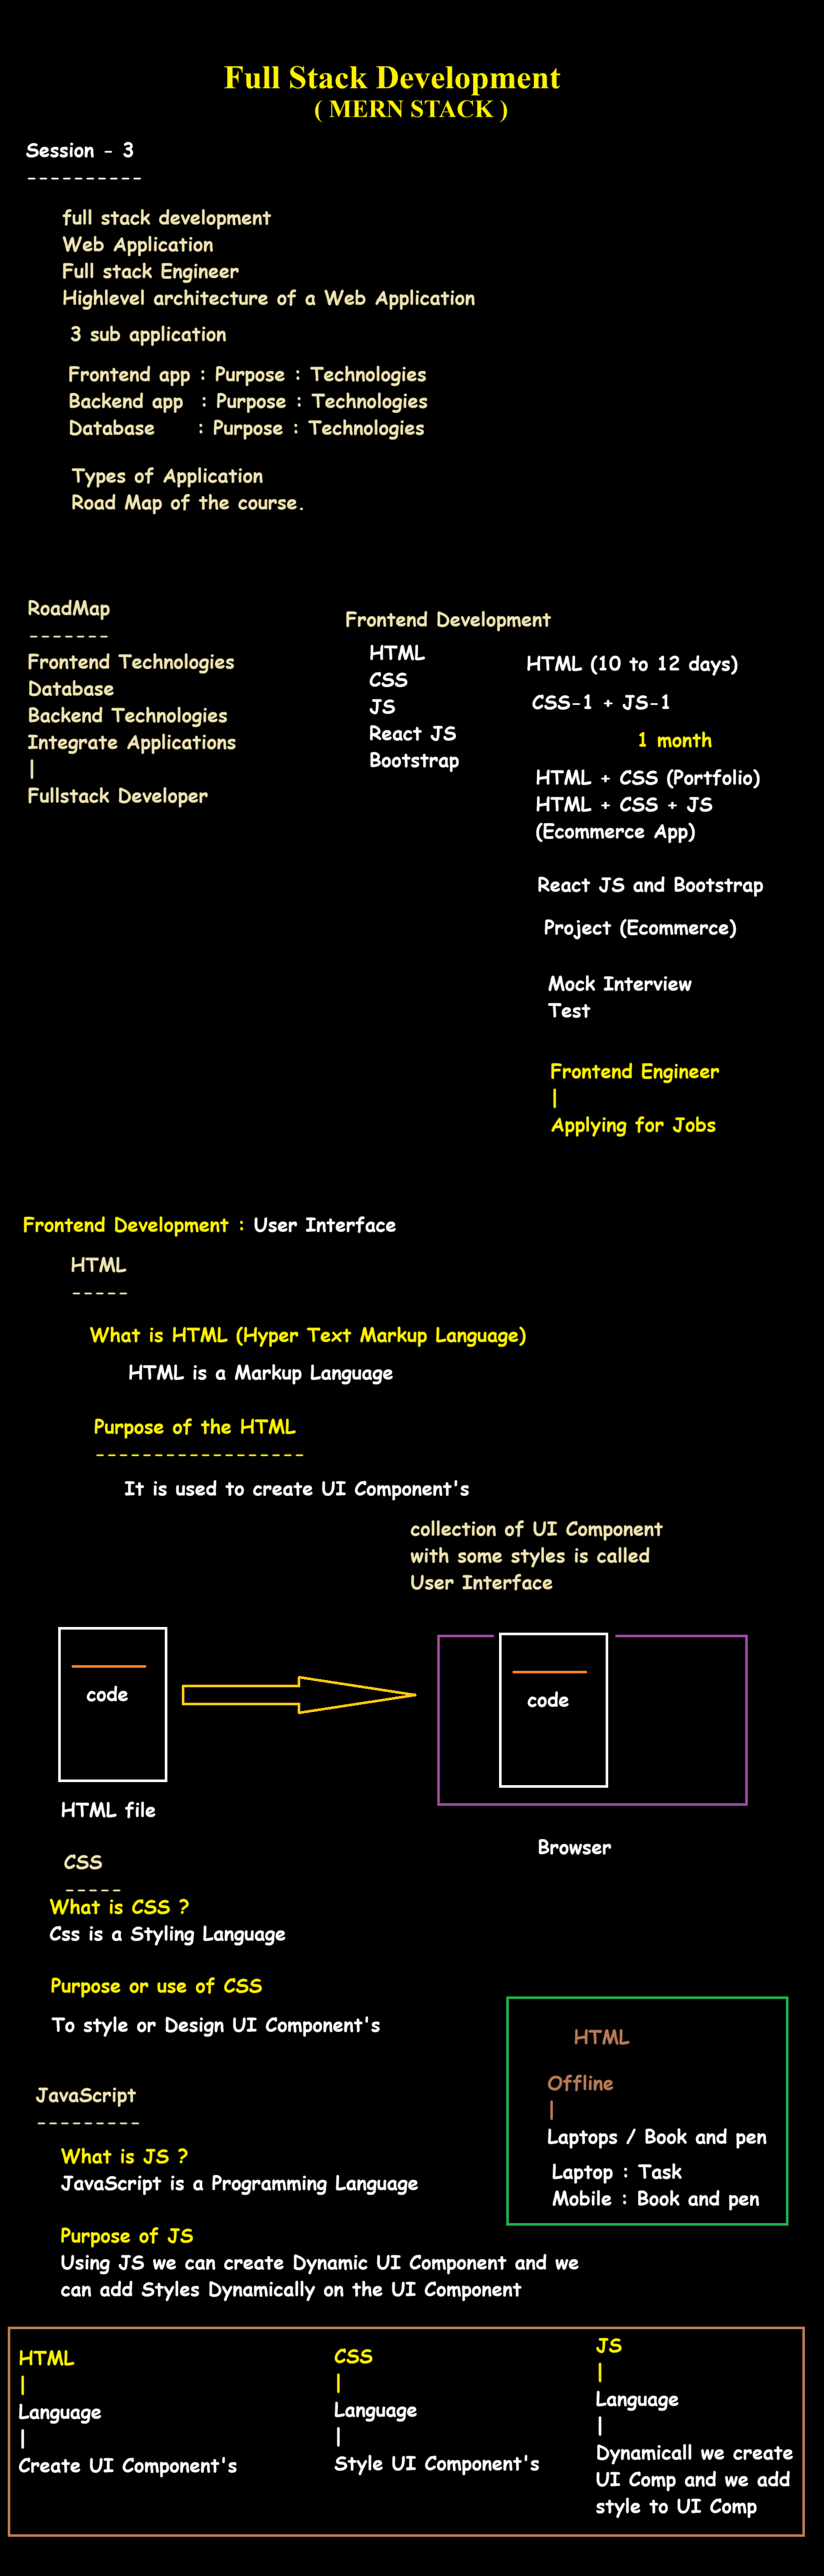 Full Stack Development
( MERN STACK )
Session - 3
----------
full stack development
Web Application
Full stack Engineer
Highlevel architecture of a Web Application
3 sub application
Frontend app : Purpose : Technologies
Backend app : Purpose : Technologies
Database : Purpose : Technologies
Types of Application
Road Map of the course.
RoadMap
-------
Frontend Technologies
Database
Backend Technologies
Integrate Applications
|
Fullstack Developer
Frontend Development
HTML
CSS
JS
React JS
Bootstrap
HTML (10 to 12 days)
CSS-1 + JS-1
1 month
HTML + CSS (Portfolio)
HTML + CSS + JS
(Ecommerce App)
React JS and Bootstrap
Project (Ecommerce)
Mock Interview
Test
Frontend Engineer
|
Applying for Jobs
Frontend Development : User Interface
HTML
-----
What is HTML (Hyper Text Markup Language)
HTML is a Markup Language
Purpose of the HTML
------------------
It is used to create UI Component's
collection of UI Component
with some styles is called
User Interface
code
HTML file
code
Browser
CSS
-----
What is CSS ?
Css is a Styling Language
Purpose or use of CSS
To style or Design UI Component's
HTML
Offline
|
Laptops / Book and pen
Laptop : Task
Mobile : Book and pen
JavaScript
---------
What is JS ?
JavaScript is a Programming Language
Purpose of JS
Using JS we can create Dynamic UI Component and we
can add Styles Dynamically on the UI Component
HTML
|
Language
|
Create UI Component's
CSS
|
Language
|
Style UI Component's
JS
|
Language
|
Dynamicall we create
UI Comp and we add
style to UI Comp